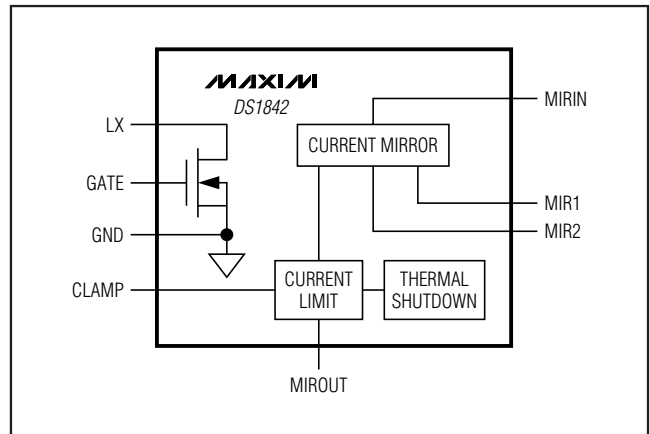 MAXIM
DS1842
LX
GATE
GND
CLAMP
CURRENT MIRROR
MIRIN
MIR1
MIR2
CURRENT
LIMIT
THERMAL
SHUTDOWN
MIROUT